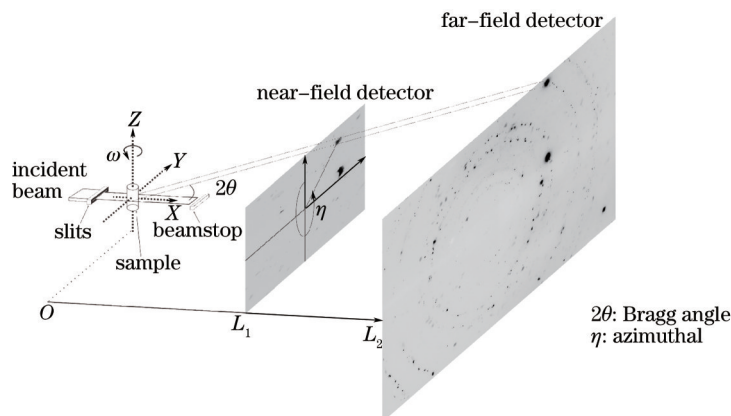 far–field detector
near–field detector
Z
ω
Y
incident
beam
2θ
X
slits
beamstop
η
sample
O
L1
L2
2θ: Bragg angle
η: azimuthal